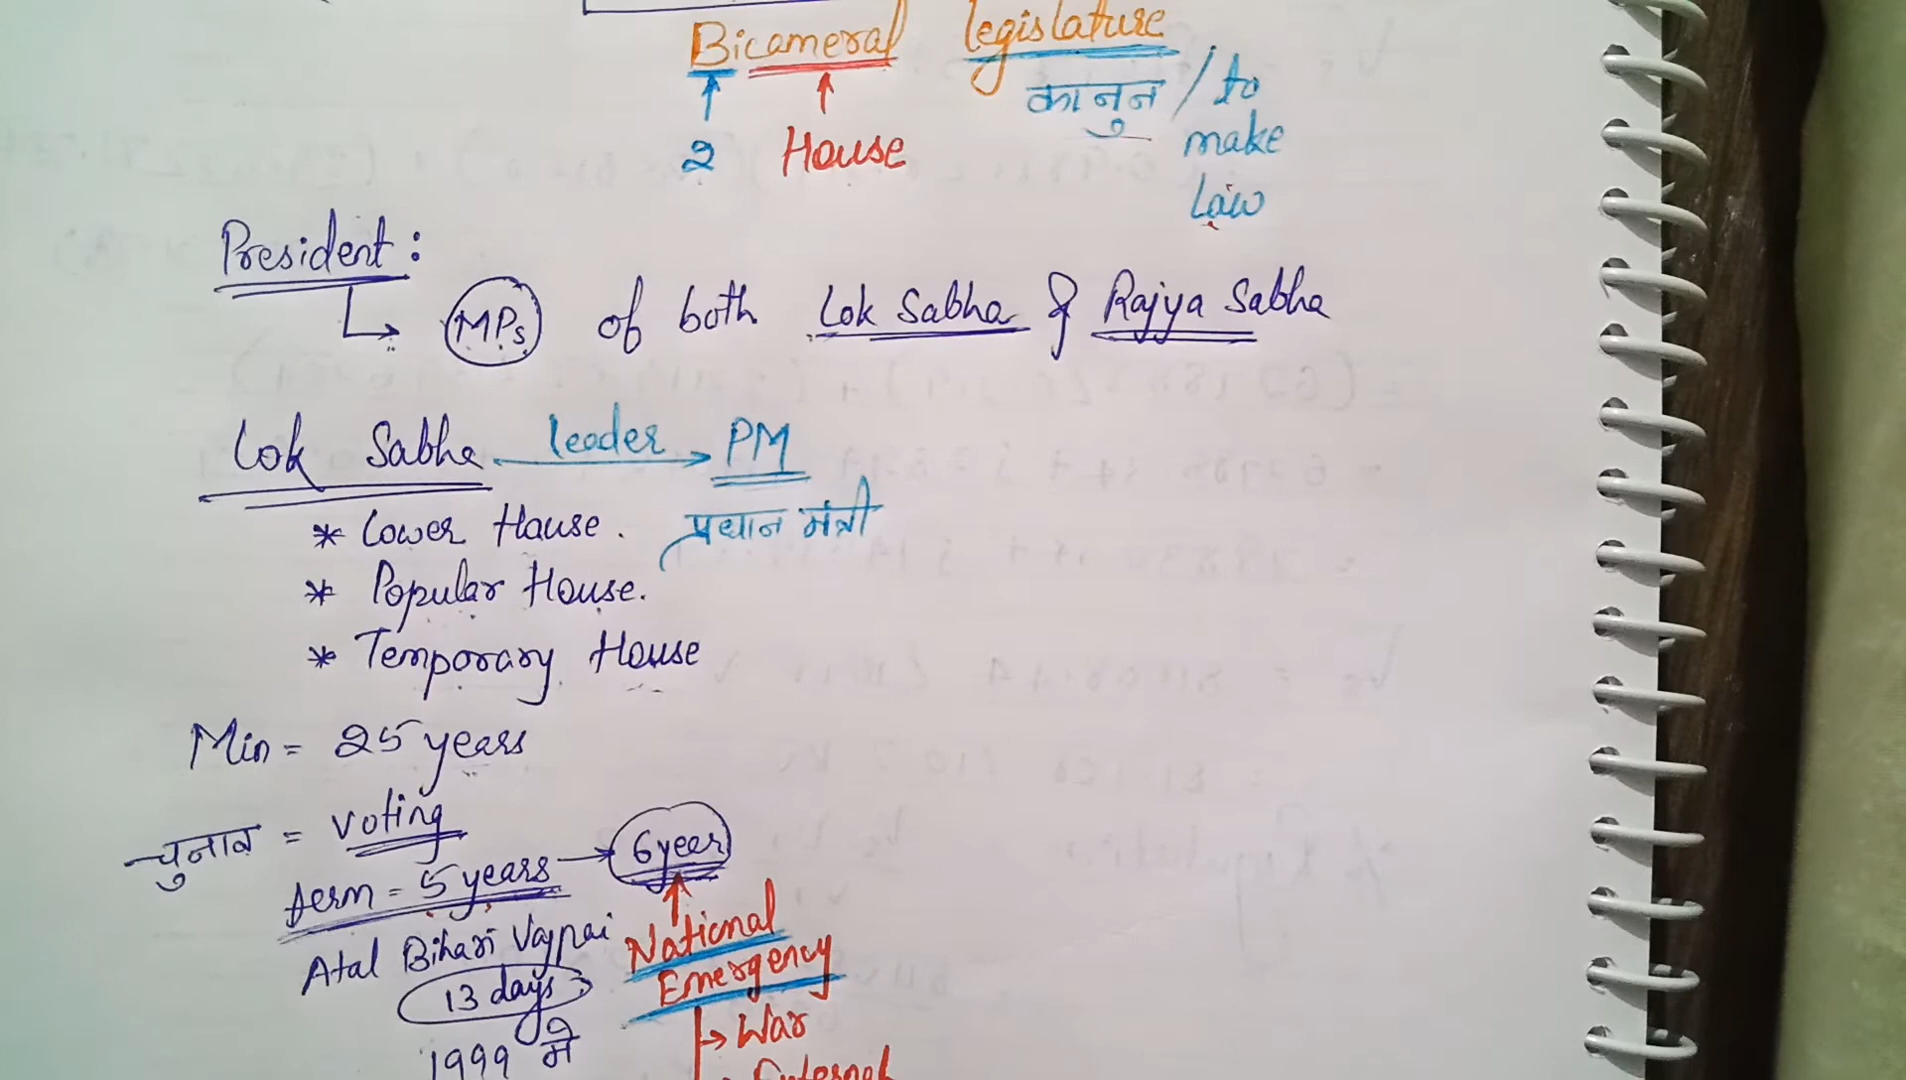 Bicameral legislature
2 House कानुन / to make law
President :
MPs of both Lok Sabha & Rajya Sabha
Lok Sabha leader PM
* Lower House . प्रधान मंत्री
* Popular House.
* Temporary House
Min = 25 years
चुनाव = voting
term = 5 years 6 year
Atal Bihari Vajpai National
13 days Emergency
1999 में War